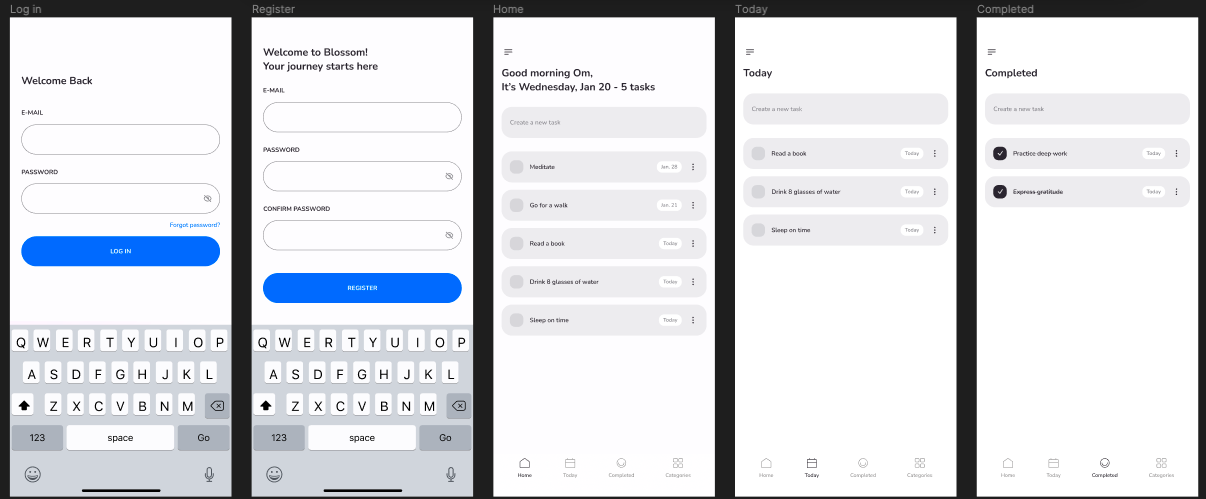 Log in
Welcome Back
E-MAIL
PASSWORD
Forgot password?
LOG IN
Q W E R T Y U I O P
A S D F G H J K L
Z X C V B N M
123 space Go
Register
Welcome to Blossom!
Your journey starts here
E-MAIL
PASSWORD
CONFIRM PASSWORD
REGISTER
Q W E R T Y U I O P
A S D F G H J K L
Z X C V B N M
123 space Go
Home
Good morning Om,
It's Wednesday, Jan 20 - 5 tasks
Create a new task
Meditate Jan. 28
Go for a walk Jan. 21
Read a book Today
Drink 8 glasses of water Today
Sleep on time Today
Home Today Completed Categories
Today
Today
Create a new task
Read a book Today
Drink 8 glasses of water Today
Sleep on time Today
Home Today Completed Categories
Completed
Completed
Create a new task
Practice deep work Today
Express gratitude Today
Home Today Completed Categories